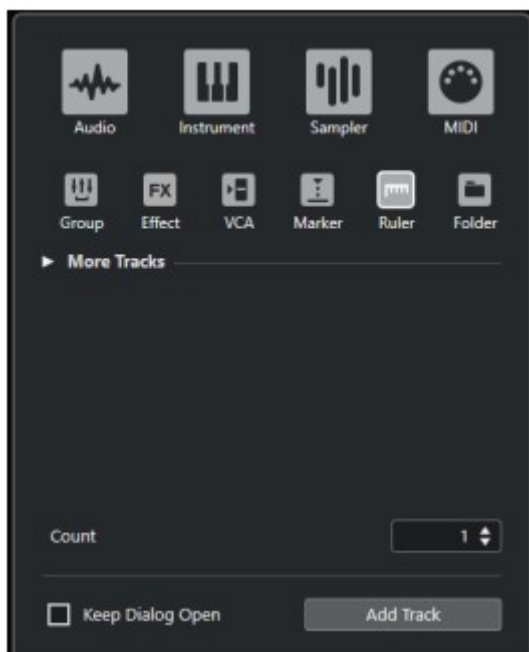 Audio Instrument Sampler MIDI
FX
Group Effect VCA Marker Ruler Folder
More Tracks
Count 1
Keep Dialog Open Add Track